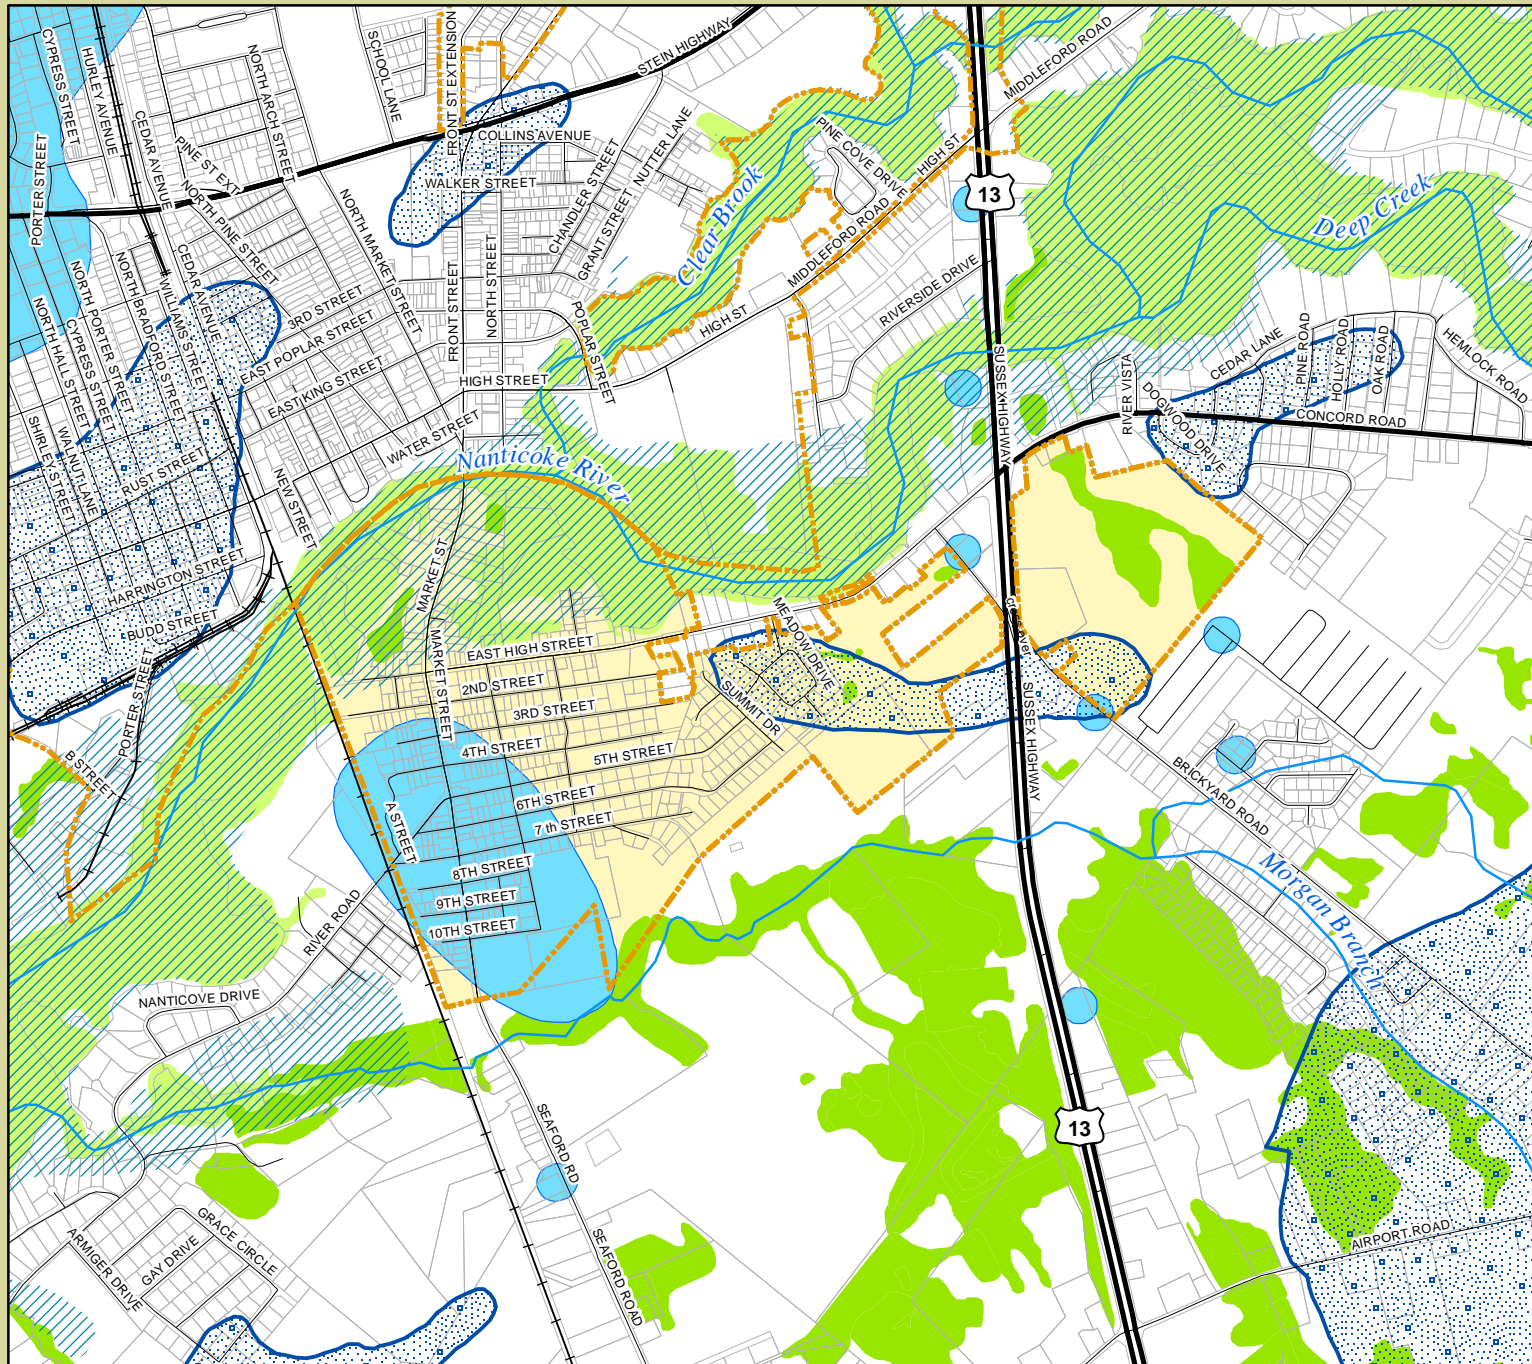 CYPRESS STREET
HURLEY AVENUE
NORTH ARCH STREET
SCHOOL LANE
FRONT ST.EXTENSION
STEIN HIGHWAY
MIDDLEFORD ROAD
CEDAR AVENUE
PINE ST EXT
COLLINS AVENUE
NUTTER LANE
PINE COVE DRIVE
HIGH ST
PORTER STREET
NORTH PINE STREET
WALKER STREET
CHANDLER STREET
GRANT STREET
Clear Brook
13
Deep Creek
NORTH MARKET STREET
MIDDLEFORD ROAD
CEDAR AVENUE
NORTH BRADFORD STREET
NORTH PORTER STREET
WILLIAMS STREET
3RD STREET
FRONT STREET
NORTH STREET
RIVERSIDE DRIVE
NORTH HALL STREET
CYPRESS STREET
EAST POPLAR STREET
POPLAR STREET
HIGH ST
SUSSEX HIGHWAY
EAST KING STREET
HIGH STREET
RIVER VISTA
CEDAR LANE
PINE ROAD
HOLLY ROAD
OAK ROAD
HEMLOCK ROAD
SHIRLEY STREET
WALNUT LANE
RUST STREET
WATER STREET
DOGWOOD DRIVE
CONCORD ROAD
Nanticoke River
NEW STREET
HARRINGTON STREET
MARKET ST
BUDD STREET
MEADOW DRIVE
crossover
EAST HIGH STREET
MARKET STREET
PORTER STREET
2ND STREET
3RD STREET
SUMMIT DR
SUSSEX HIGHWAY
4TH STREET
5TH STREET
B STREET
6TH STREET
7 th STREET
A STREET
BRICKYARD ROAD
8TH STREET
9TH STREET
10TH STREET
RIVER ROAD
Morgan Branch
NANTICOVE DRIVE
SEAFORD RD
13
GRACE CIRCLE
GAY DRIVE
ARMIGER DRIVE
SEAFORD ROAD
AIRPORT ROAD